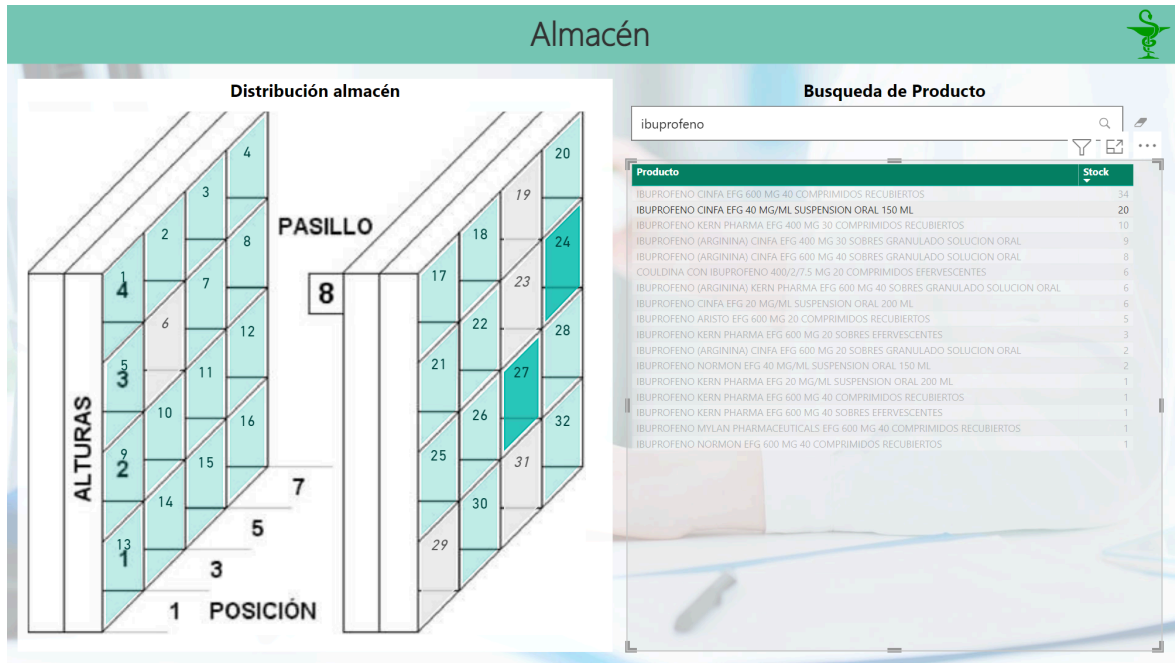 Almacén
Distribución almacén
4
3
2
1
4
8
7
6
5
3
12
11
10
9
2
16
15
14
13
1
ALTURAS
PASILLO
8
7
5
3
1
POSICIÓN
20
19
18
17
24
23
22
21
28
27
26
25
32
31
30
29
Busqueda de Producto
ibuprofeno
Producto Stock
IBUPROFENO CINFA EFG 600 MG 40 COMPRIMIDOS RECUBIERTOS 34
IBUPROFENO CINFA EFG 40 MG/ML SUSPENSION ORAL 150 ML 20
IBUPROFENO KERN PHARMA EFG 400 MG 30 COMPRIMIDOS RECUBIERTOS 10
IBUPROFENO (ARGININA) CINFA EFG 400 MG 30 SOBRES GRANULADO SOLUCION ORAL 9
IBUPROFENO (ARGININA) CINFA EFG 600 MG 40 SOBRES GRANULADO SOLUCION ORAL 8
COULDINA CON IBUPROFENO 400/2/7.5 MG 20 COMPRIMIDOS EFERVESCENTES 6
IBUPROFENO (ARGININA) KERN PHARMA EFG 600 MG 40 SOBRES GRANULADO SOLUCION ORAL 6
IBUPROFENO CINFA EFG 20 MG/ML SUSPENSION ORAL 200 ML 6
IBUPROFENO ARISTO EFG 600 MG 20 COMPRIMIDOS RECUBIERTOS 5
IBUPROFENO KERN PHARMA EFG 600 MG 20 SOBRES EFERVESCENTES 3
IBUPROFENO (ARGININA) CINFA EFG 600 MG 20 SOBRES GRANULADO SOLUCION ORAL 2
IBUPROFENO NORMON EFG 40 MG/ML SUSPENSION ORAL 150 ML 2
IBUPROFENO KERN PHARMA EFG 20 MG/ML SUSPENSION ORAL 200 ML 1
IBUPROFENO KERN PHARMA EFG 600 MG 40 COMPRIMIDOS RECUBIERTOS 1
IBUPROFENO KERN PHARMA EFG 600 MG 40 SOBRES EFERVESCENTES 1
IBUPROFENO MYLAN PHARMACEUTICALS EFG 600 MG 40 COMPRIMIDOS RECUBIERTOS 1
IBUPROFENO NORMON EFG 600 MG 40 COMPRIMIDOS RECUBIERTOS 1